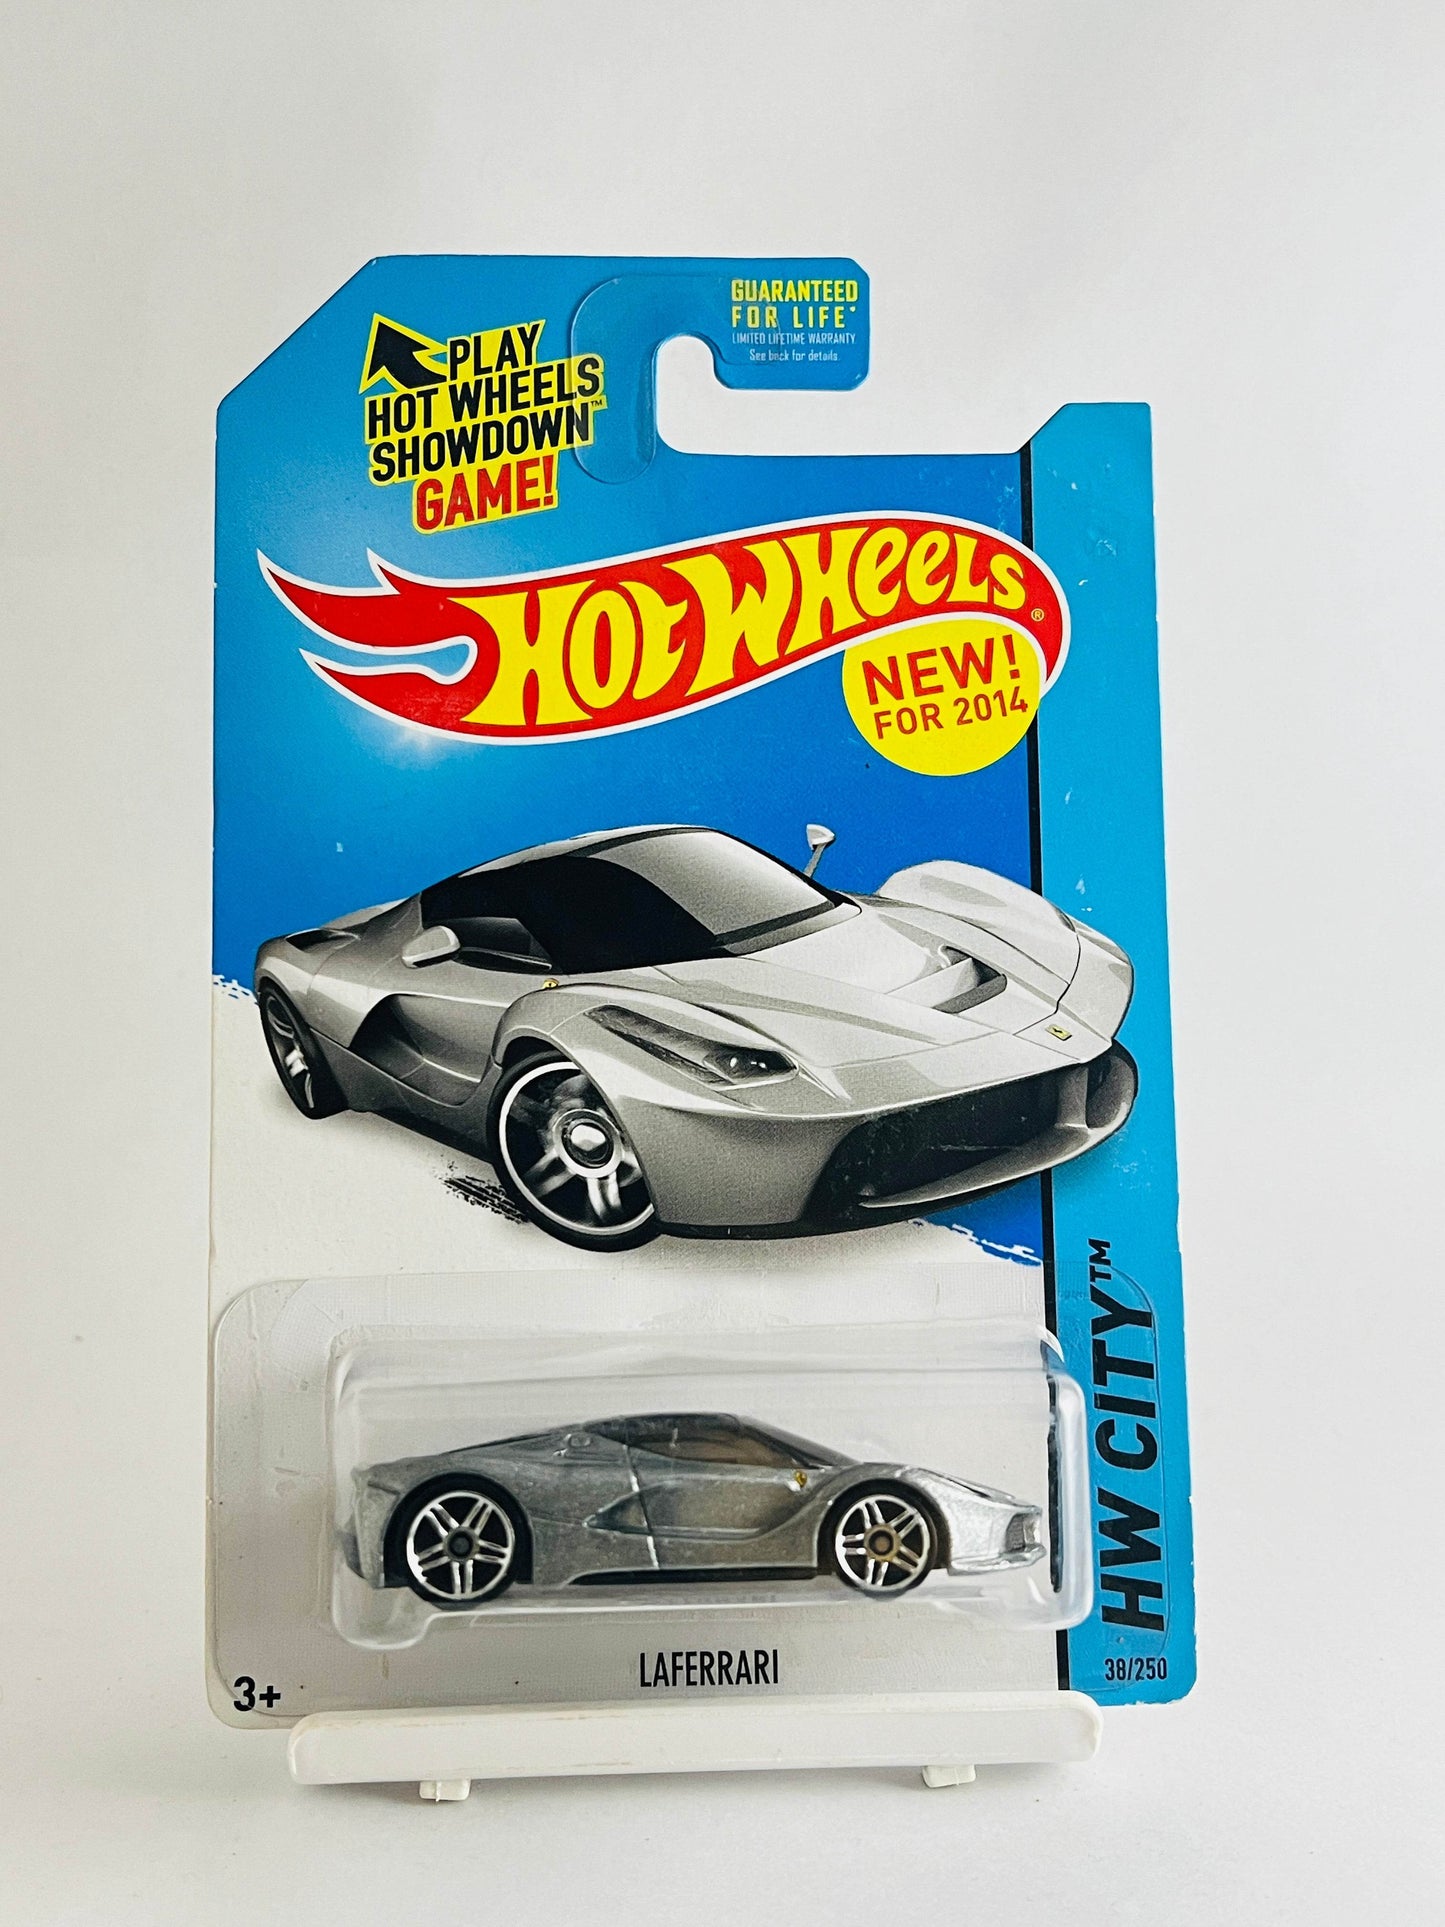 GUARANTEED
FOR LIFE*
LIMITED LIFETIME WARRANTY
See back for details.
PLAY
HOT WHEELS
SHOWDOWN™
GAME!
HOT WHEELS®
NEW!
FOR 2014
HW CITY™
LAFERRARI
38/250
3+